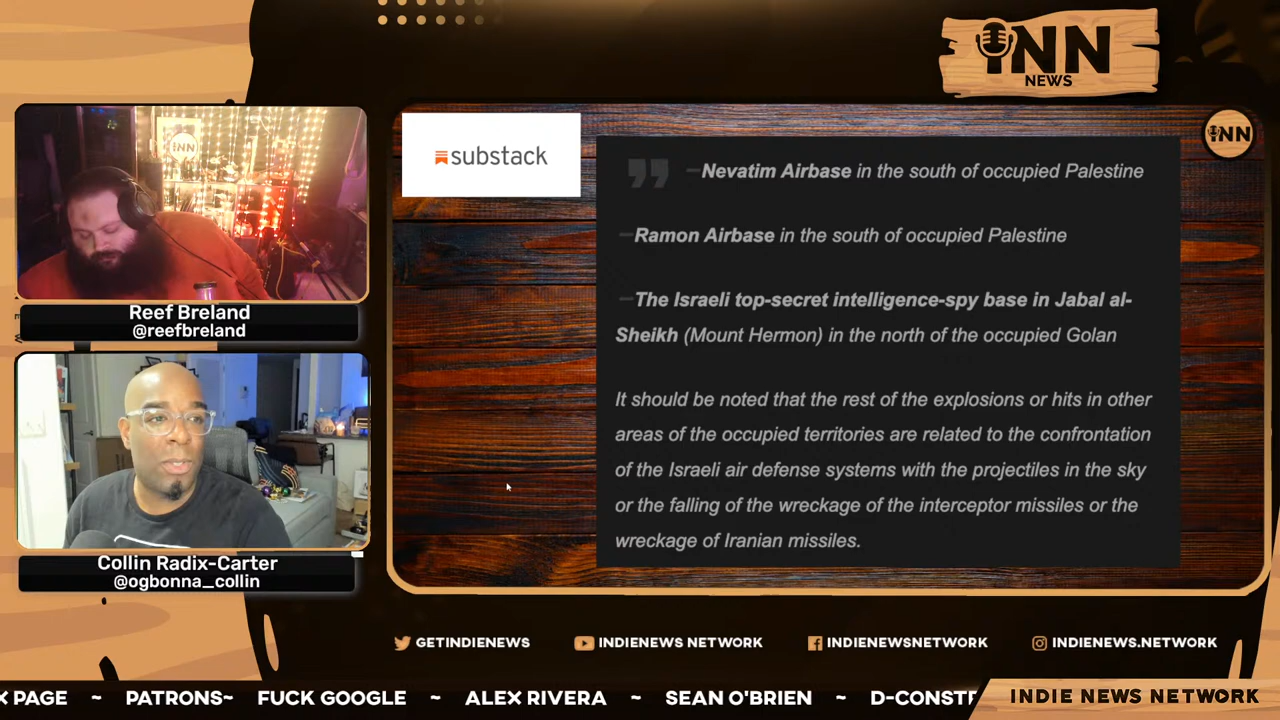 INN
NEWS
INN
substack
—Nevatim Airbase in the south of occupied Palestine
—Ramon Airbase in the south of occupied Palestine
—The Israeli top-secret intelligence-spy base in Jabal al-
Sheikh (Mount Hermon) in the north of the occupied Golan
It should be noted that the rest of the explosions or hits in other
areas of the occupied territories are related to the confrontation
of the Israeli air defense systems with the projectiles in the sky
or the falling of the wreckage of the interceptor missiles or the
wreckage of Iranian missiles.
INN
Reef Breland
@reefbreland
Collin Radix-Carter
@ogbonna_collin
GETINDIENEWS
INDIENEWS NETWORK
INDIENEWSNETWORK
INDIENEWS.NETWORK
X PAGE ~ PATRONS~ FUCK GOOGLE ~ ALEX RIVERA ~ SEAN O'BRIEN ~ D-CONST
INDIE NEWS NETWORK